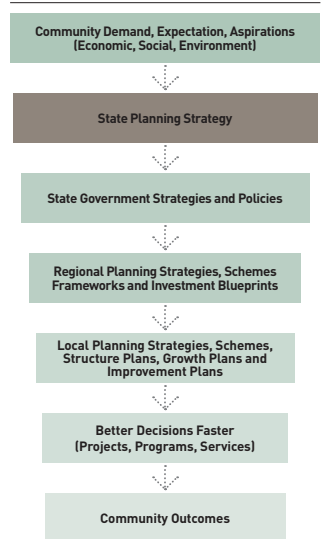 Community Demand, Expectation, Aspirations
(Economic, Social, Environment)
State Planning Strategy
State Government Strategies and Policies
Regional Planning Strategies, Schemes
Frameworks and Investment Blueprints
Local Planning Strategies, Schemes,
Structure Plans, Growth Plans and
Improvement Plans
Better Decisions Faster
(Projects, Programs, Services)
Community Outcomes